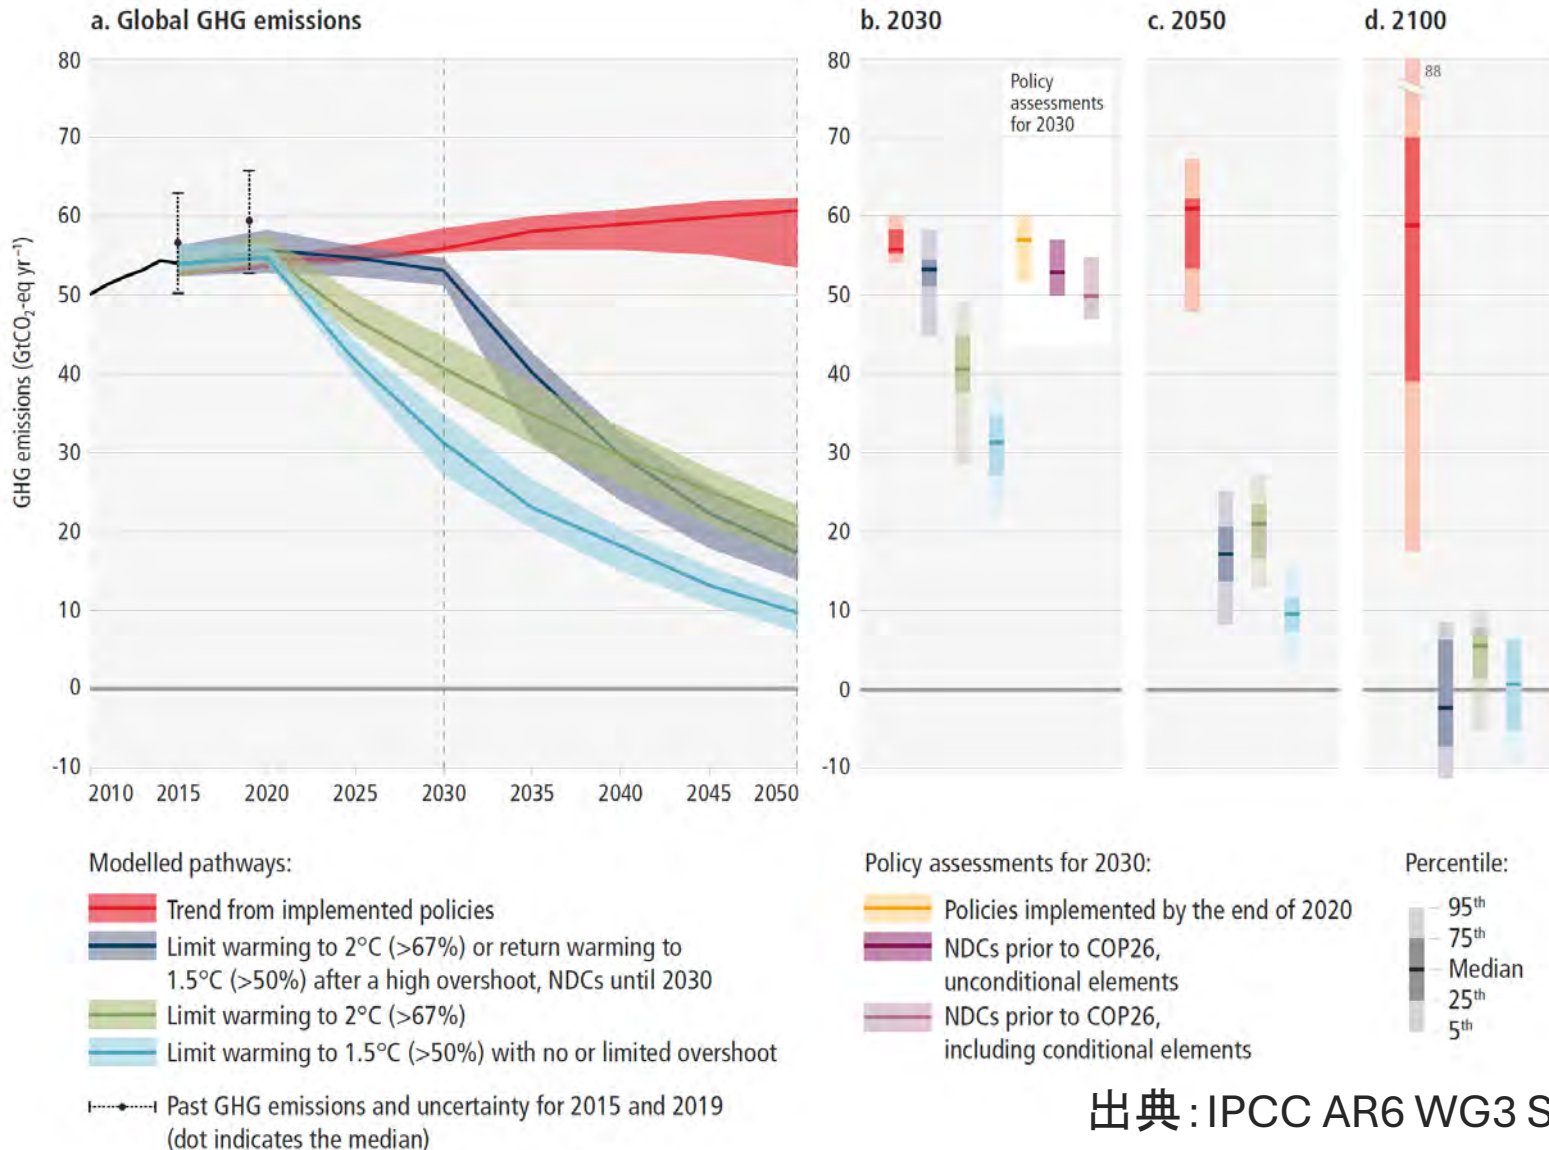 a. Global GHG emissions
b. 2030
c. 2050
d. 2100
GHG emissions (GtCO₂-eq yr⁻¹)
80
70
60
50
40
30
20
10
0
-10
2010 2015 2020 2025 2030 2035 2040 2045 2050
80
70
60
50
40
30
20
10
0
-10
Policy
assessments
for 2030
88
Modelled pathways:
Trend from implemented policies
Limit warming to 2°C (>67%) or return warming to
1.5°C (>50%) after a high overshoot, NDCs until 2030
Limit warming to 2°C (>67%)
Limit warming to 1.5°C (>50%) with no or limited overshoot
Past GHG emissions and uncertainty for 2015 and 2019
(dot indicates the median)
Policy assessments for 2030:
Policies implemented by the end of 2020
NDCs prior to COP26,
unconditional elements
NDCs prior to COP26,
including conditional elements
Percentile:
95th
75th
Median
25th
5th
出典:IPCC AR6 WG3 S